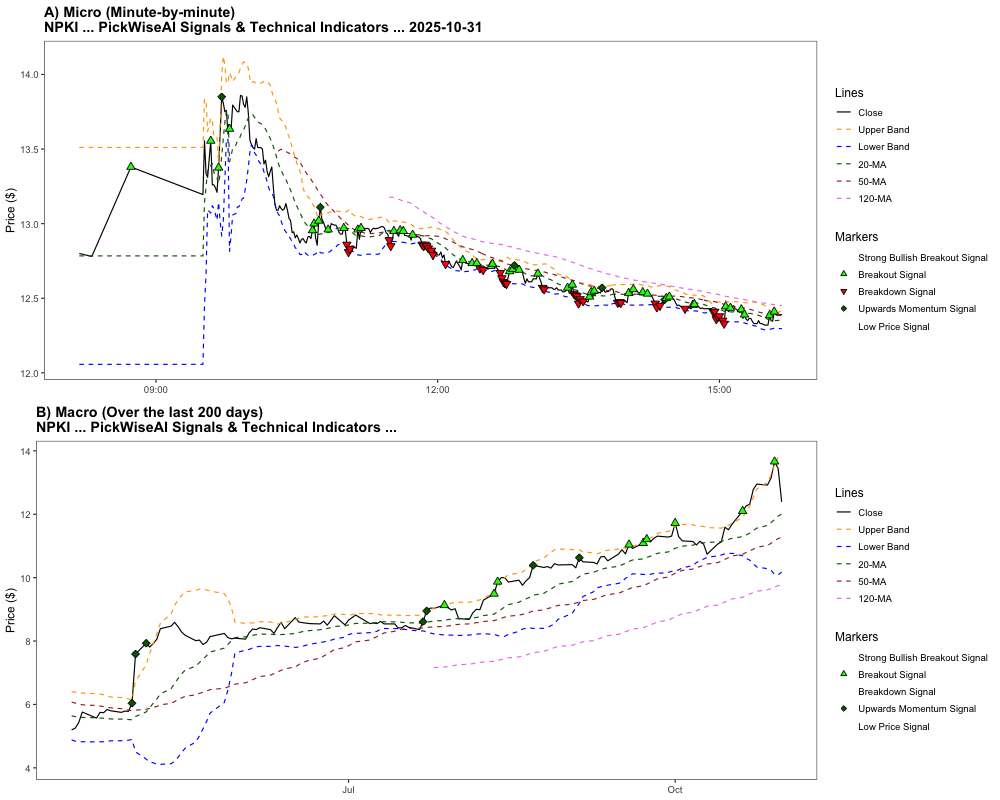 A) Micro (Minute-by-minute)
NPKI ... PickWiseAI Signals & Technical Indicators ... 2025-10-31
Price ($)
14.0
13.5
13.0
12.5
12.0
09:00
12:00
15:00
Lines
Close
Upper Band
Lower Band
20-MA
50-MA
120-MA
Markers
Strong Bullish Breakout Signal
Breakout Signal
Breakdown Signal
Upwards Momentum Signal
Low Price Signal
B) Macro (Over the last 200 days)
NPKI ... PickWiseAI Signals & Technical Indicators ...
Price ($)
14
12
10
8
6
4
Jul
Oct
Lines
Close
Upper Band
Lower Band
20-MA
50-MA
120-MA
Markers
Strong Bullish Breakout Signal
Breakout Signal
Breakdown Signal
Upwards Momentum Signal
Low Price Signal